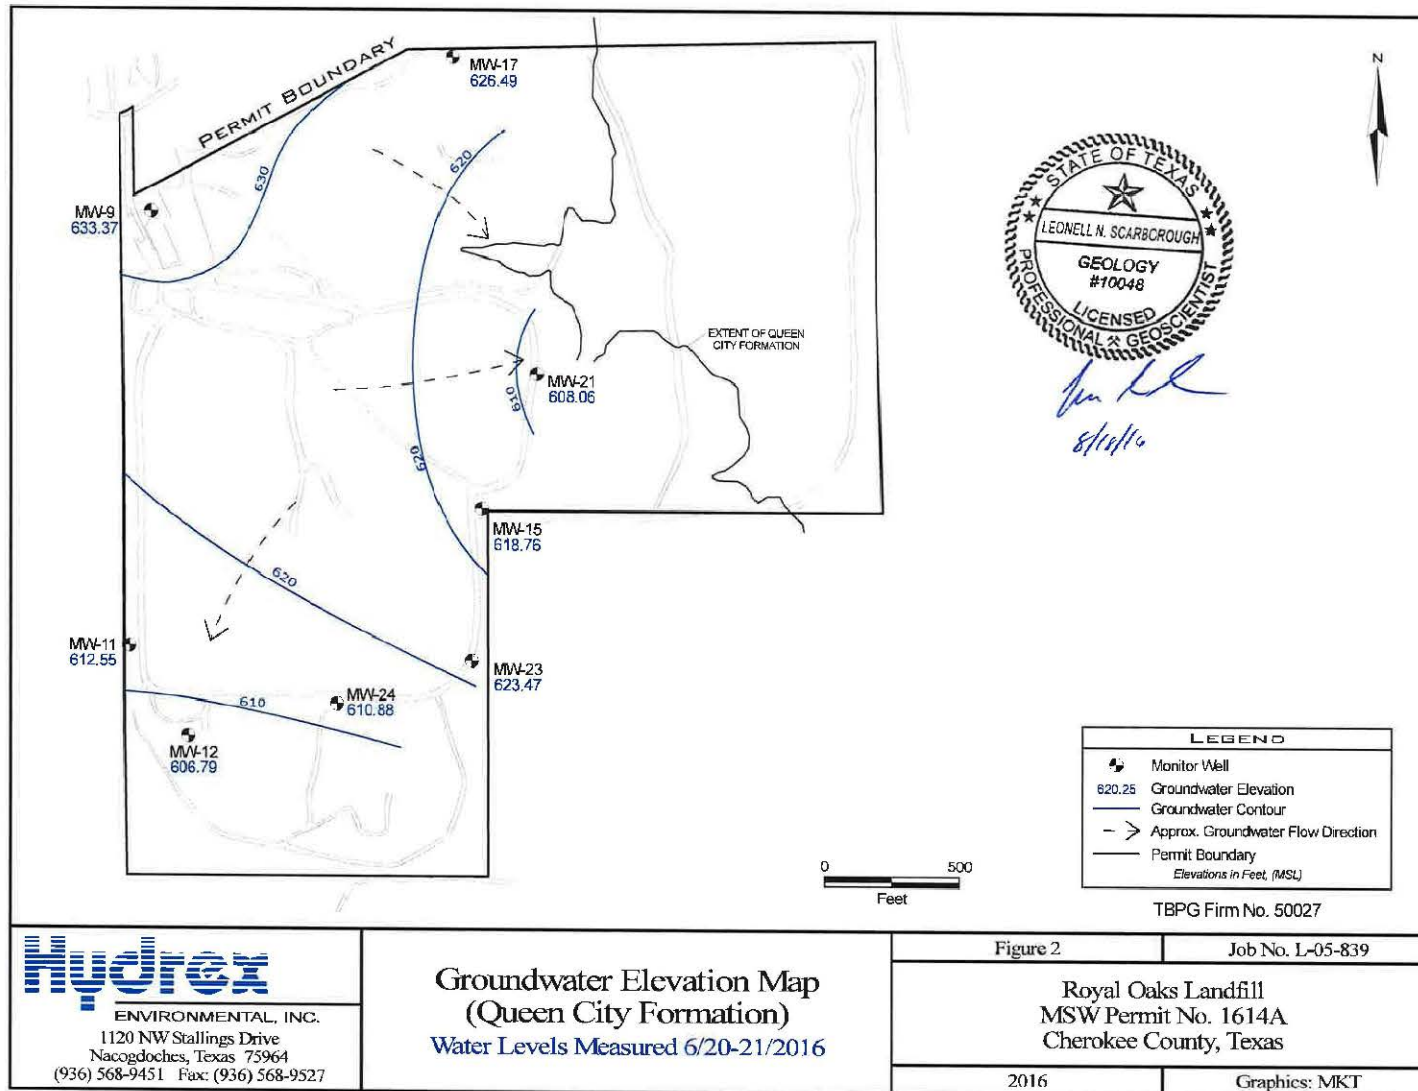 PERMIT BOUNDARY
MW-17
626.49
N
620
630
MW-9
633.37
STATE OF TEXAS
LEONELL N. SCARBOROUGH
GEOLOGY
#10048
LICENSED
PROFESSIONAL GEOSCIENTIST
8/18/16
EXTENT OF QUEEN
CITY FORMATION
MW-21
608.06
610
620
MW-15
618.76
620
MW-11
612.55
MW-23
623.47
MW-24
610.88
610
MW-12
606.79
LEGEND
Monitor Well
620.25 Groundwater Elevation
Groundwater Contour
Approx. Groundwater Flow Direction
Permit Boundary
Elevations in Feet, (MSL)
0 500
Feet
TBPG Firm No. 50027
Hydrex
ENVIRONMENTAL, INC.
1120 NW Stallings Drive
Nacogdoches, Texas 75964
(936) 568-9451 Fax: (936) 568-9527
Groundwater Elevation Map
(Queen City Formation)
Water Levels Measured 6/20-21/2016
Figure 2
Job No. L-05-839
Royal Oaks Landfill
MSW Permit No. 1614A
Cherokee County, Texas
2016
Graphics: MKT